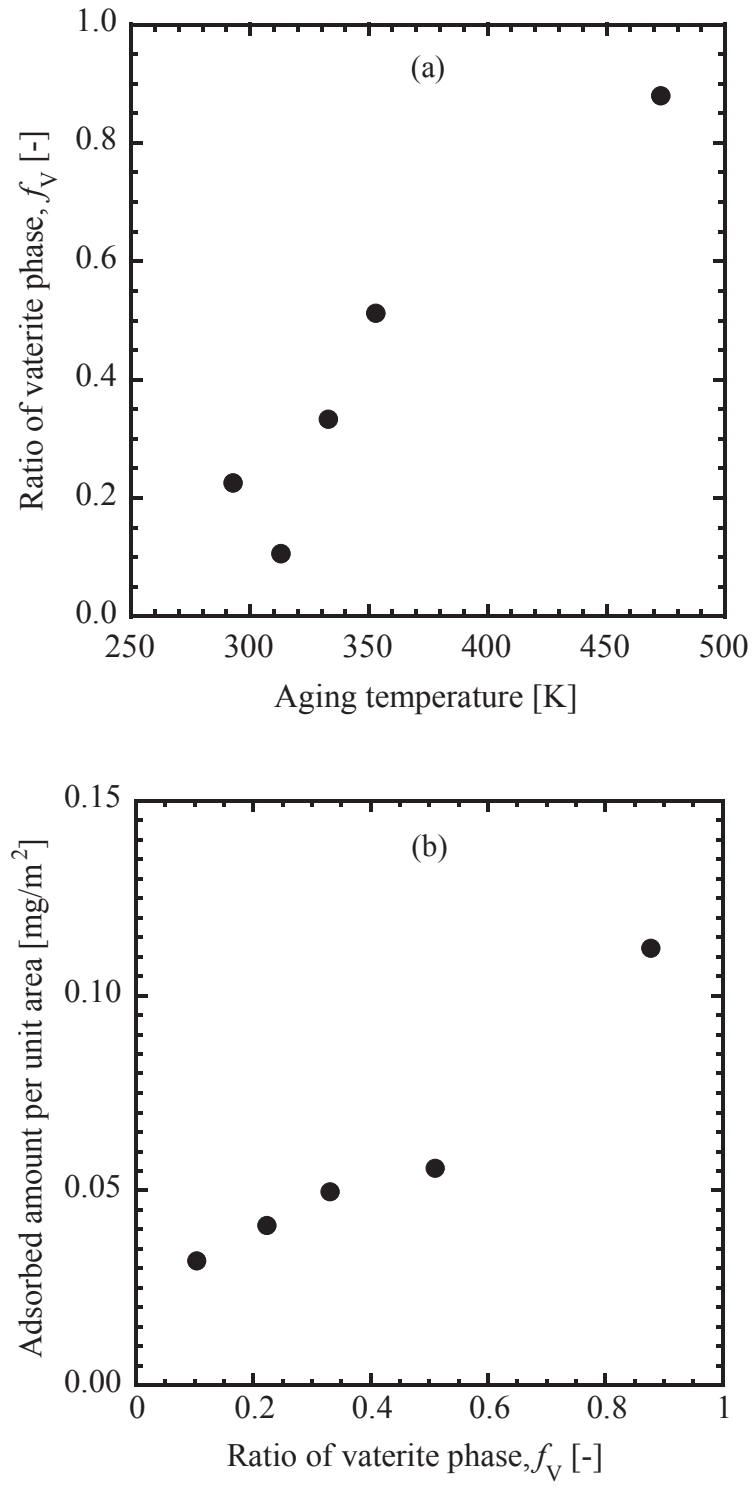 (a)
Ratio of vaterite phase, fV [-]
1.0
0.8
0.6
0.4
0.2
0.0
250 300 350 400 450 500
Aging temperature [K]
(b)
Adsorbed amount per unit area [mg/m2]
0.15
0.10
0.05
0.00
0 0.2 0.4 0.6 0.8 1
Ratio of vaterite phase,fV [-]